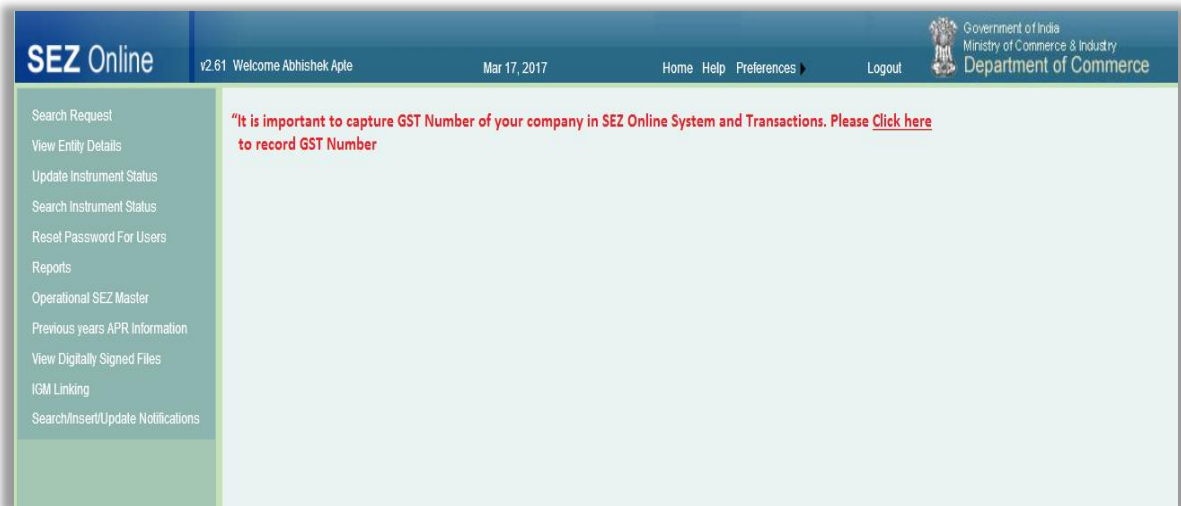 SEZ Online
v2.61 Welcome Abhishek Apte
Mar 17, 2017
Home Help Preferences
Logout
Government of India
Ministry of Commerce & Industry
Department of Commerce
Search Request
View Entity Details
Update Instrument Status
Search Instrument Status
Reset Password For Users
Reports
Operational SEZ Master
Previous years APR Information
View Digitally Signed Files
IGM Linking
Search/Insert/Update Notifications
“It is important to capture GST Number of your company in SEZ Online System and Transactions. Please Click here
to record GST Number